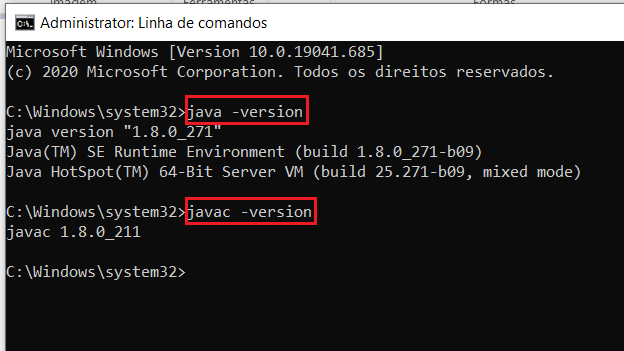 Imagem Ferramentas Formas
Administrator: Linha de comandos
Microsoft Windows [Version 10.0.19041.685]
(c) 2020 Microsoft Corporation. Todos os direitos reservados.
C:\Windows\system32>java -version
java version "1.8.0_271"
Java(TM) SE Runtime Environment (build 1.8.0_271-b09)
Java HotSpot(TM) 64-Bit Server VM (build 25.271-b09, mixed mode)
C:\Windows\system32>javac -version
javac 1.8.0_211
C:\Windows\system32>